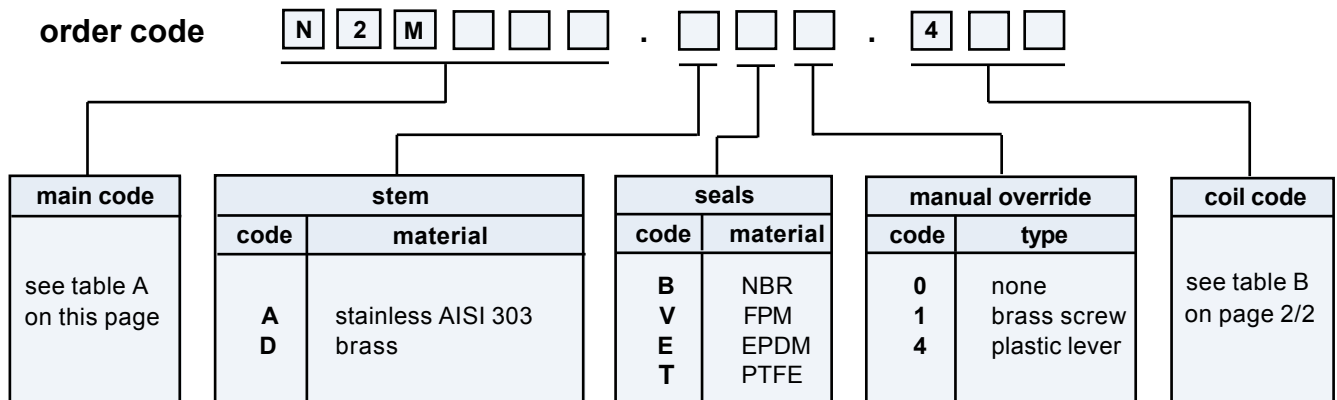 order code N 2 M . . 4
main code
see table A
on this page
stem
code material
A stainless AISI 303
D brass
seals
code material
B NBR
V FPM
E EPDM
T PTFE
manual override
code type
0 none
1 brass screw
4 plastic lever
coil code
see table B
on page 2/2